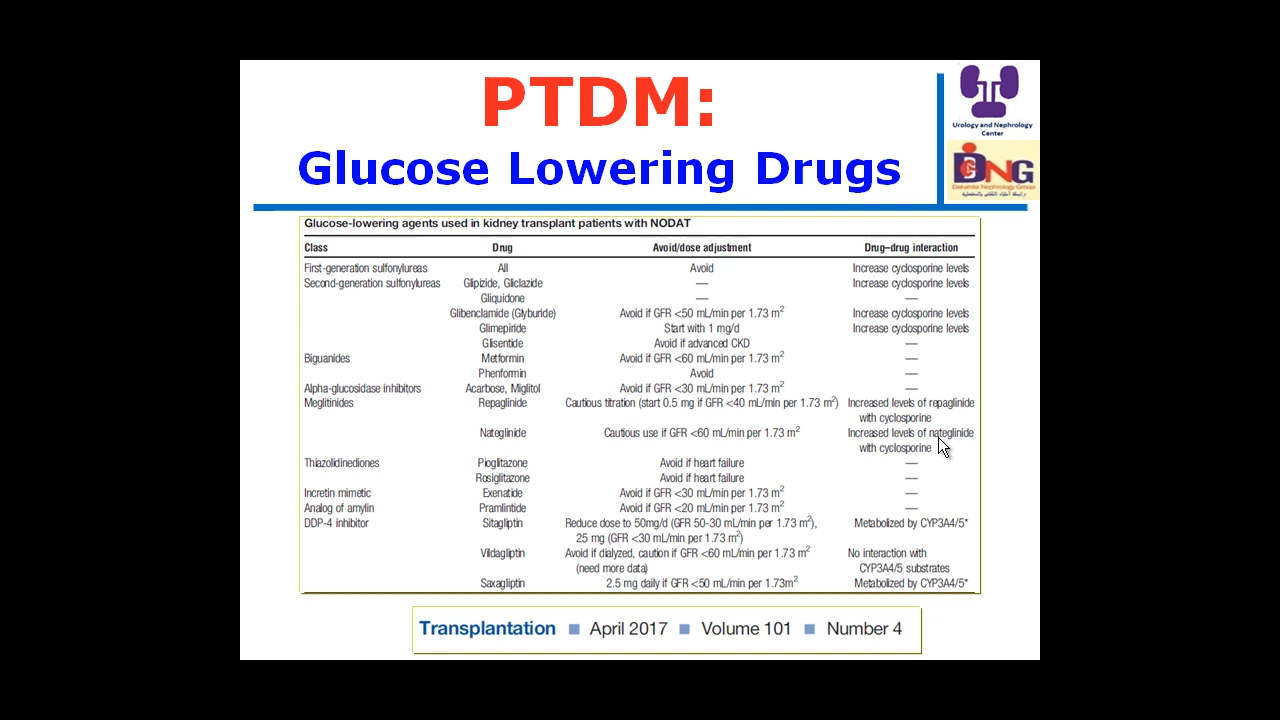 PTDM:
Glucose Lowering Drugs
Urology and Nephrology
Center
DNG
Dakahlia Nephrology Group
Glucose-lowering agents used in kidney transplant patients with NODAT
Class Drug Avoid/dose adjustment Drug–drug interaction
First-generation sulfonylureas All Avoid Increase cyclosporine levels
Second-generation sulfonylureas Glipizide, Gliclazide — Increase cyclosporine levels
Gliquidone — —
Glibenclamide (Glyburide) Avoid if GFR <50 mL/min per 1.73 m² Increase cyclosporine levels
Glimepiride Start with 1 mg/d Increase cyclosporine levels
Glisentide Avoid if advanced CKD —
Biguanides Metformin Avoid if GFR <60 mL/min per 1.73 m² —
Phenformin Avoid —
Alpha-glucosidase inhibitors Acarbose, Miglitol Avoid if GFR <30 mL/min per 1.73 m² —
Meglitinides Repaglinide Cautious titration (start 0.5 mg if GFR <40 mL/min per 1.73 m²) Increased levels of repaglinide
with cyclosporine
Nateglinide Cautious use if GFR <60 mL/min per 1.73 m² Increased levels of nateglinide
with cyclosporine
Thiazolidinediones Pioglitazone Avoid if heart failure —
Rosiglitazone Avoid if heart failure —
Incretin mimetic Exenatide Avoid if GFR <30 mL/min per 1.73 m² —
Analog of amylin Pramlintide Avoid if GFR <20 mL/min per 1.73 m² —
DDP-4 inhibitor Sitagliptin Reduce dose to 50mg/d (GFR 50-30 mL/min per 1.73 m²), Metabolized by CYP3A4/5*
25 mg (GFR <30 mL/min per 1.73 m²)
Vildagliptin Avoid if dialyzed, caution if GFR <60 mL/min per 1.73 m² No interaction with
(need more data) CYP3A4/5 substrates
Saxagliptin 2.5 mg daily if GFR <50 mL/min per 1.73m² Metabolized by CYP3A4/5*
Transplantation ■ April 2017 ■ Volume 101 ■ Number 4